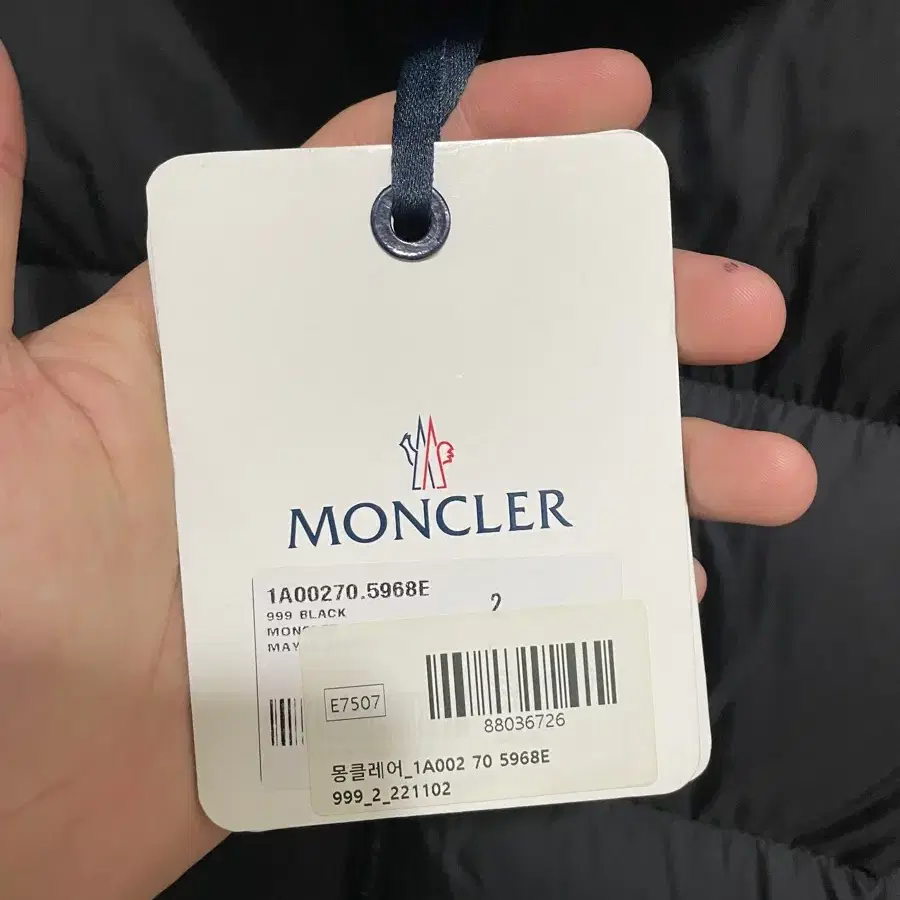 MONCLER
1A00270.5968E
2
999 BLACK
MAY
E7507
88036726
몽클레어_1A002 70 5968E
999_2_221102